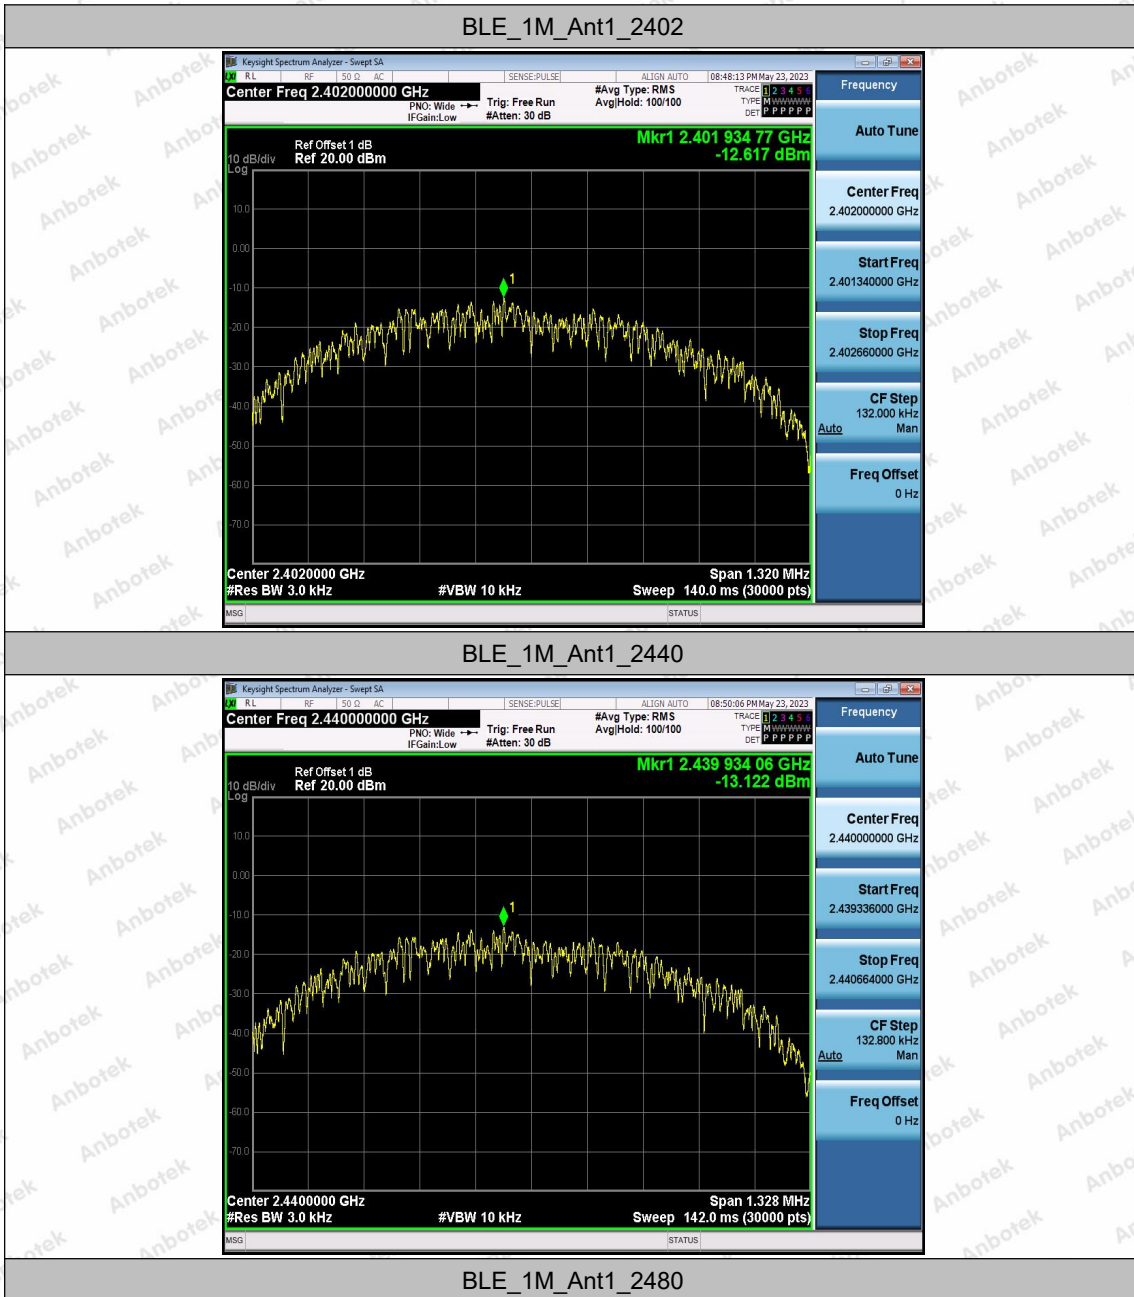 BLE_1M_Ant1_2402
Keysight Spectrum Analyzer - Swept SA
LXI RL RF 50 Ω AC SENSE:PULSE ALIGN AUTO 08:48:13 PM May 23, 2023
Center Freq 2.402000000 GHz
PNO: Wide
IFGain:Low
Trig: Free Run
#Atten: 30 dB
#Avg Type: RMS
Avg|Hold: 100/100
TRACE 1 2 3 4 5 6
TYPE M WWWWW
DET P P P P P P
Frequency
Auto Tune
Center Freq
2.402000000 GHz
Start Freq
2.401340000 GHz
Stop Freq
2.402660000 GHz
CF Step
132.000 kHz
Auto Man
Freq Offset
0 Hz
Mkr1 2.401 934 77 GHz
-12.617 dBm
Ref Offset 1 dB
10 dB/div Ref 20.00 dBm
Log
10.0
0.00
-10.0
-20.0
-30.0
-40.0
-50.0
-60.0
-70.0
1
Center 2.4020000 GHz Span 1.320 MHz
#Res BW 3.0 kHz #VBW 10 kHz Sweep 140.0 ms (30000 pts)
MSG STATUS
BLE_1M_Ant1_2440
Keysight Spectrum Analyzer - Swept SA
LXI RL RF 50 Ω AC SENSE:PULSE ALIGN AUTO 08:50:06 PM May 23, 2023
Center Freq 2.440000000 GHz
PNO: Wide
IFGain:Low
Trig: Free Run
#Atten: 30 dB
#Avg Type: RMS
Avg|Hold: 100/100
TRACE 1 2 3 4 5 6
TYPE M WWWWW
DET P P P P P P
Frequency
Auto Tune
Center Freq
2.440000000 GHz
Start Freq
2.439336000 GHz
Stop Freq
2.440664000 GHz
CF Step
132.800 kHz
Auto Man
Freq Offset
0 Hz
Mkr1 2.439 934 06 GHz
-13.122 dBm
Ref Offset 1 dB
10 dB/div Ref 20.00 dBm
Log
10.0
0.00
-10.0
-20.0
-30.0
-40.0
-50.0
-60.0
-70.0
1
Center 2.4400000 GHz Span 1.328 MHz
#Res BW 3.0 kHz #VBW 10 kHz Sweep 142.0 ms (30000 pts)
MSG STATUS
BLE_1M_Ant1_2480